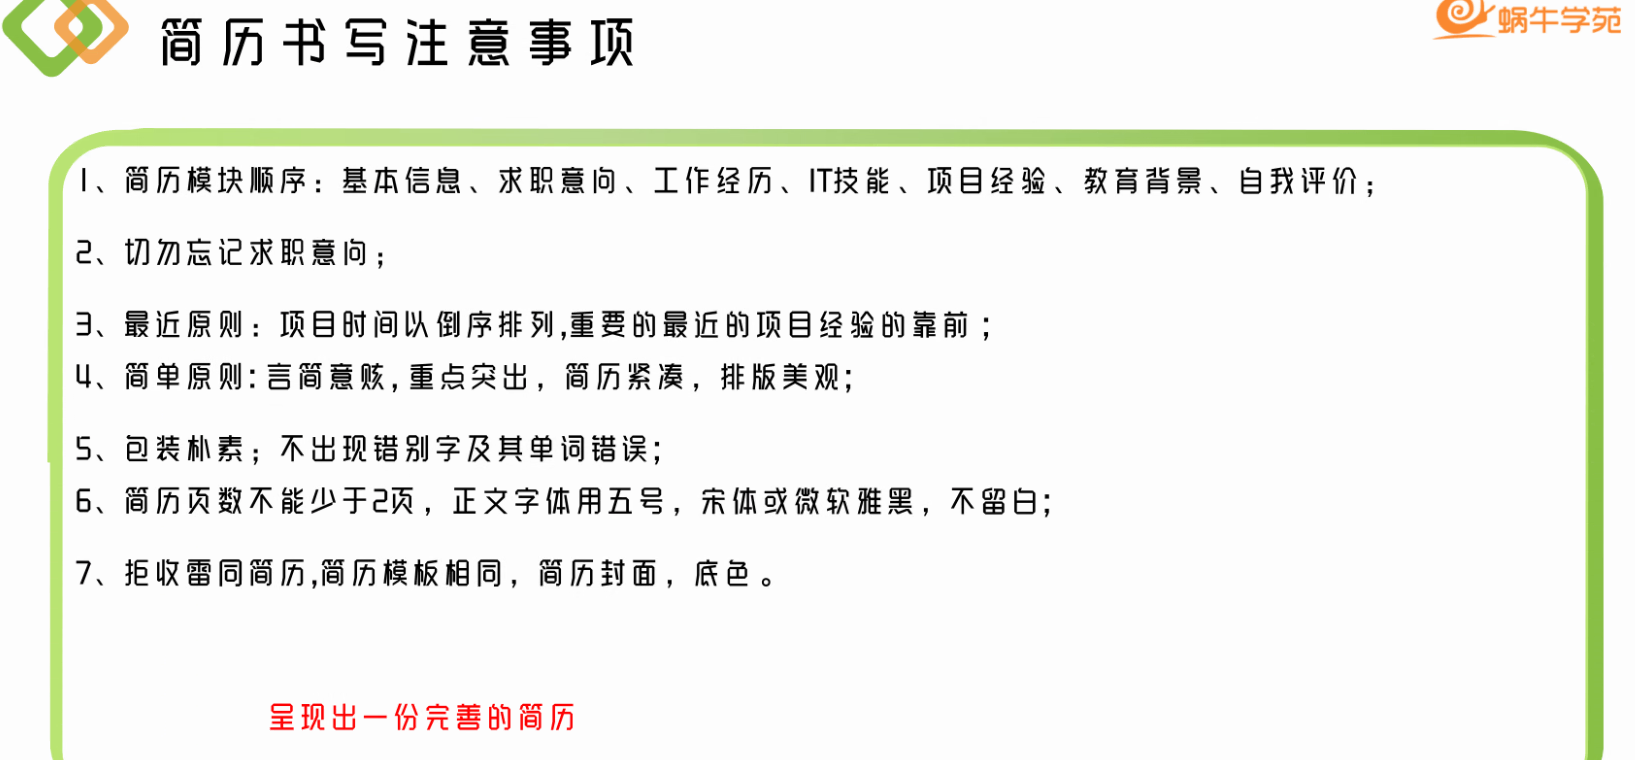 简历书写注意事项
蜗牛学苑
1、简历模块顺序：基本信息、求职意向、工作经历、IT技能、项目经验、教育背景、自我评价；
2、切勿忘记求职意向；
3、最近原则：项目时间以倒序排列,重要的最近的项目经验的靠前；
4、简单原则:言简意赅,重点突出，简历紧凑，排版美观;
5、包装朴素；不出现错别字及其单词错误;
6、简历页数不能少于2页，正文字体用五号，宋体或微软雅黑，不留白;
7、拒收雷同简历,简历模板相同，简历封面，底色。
呈现出一份完善的简历